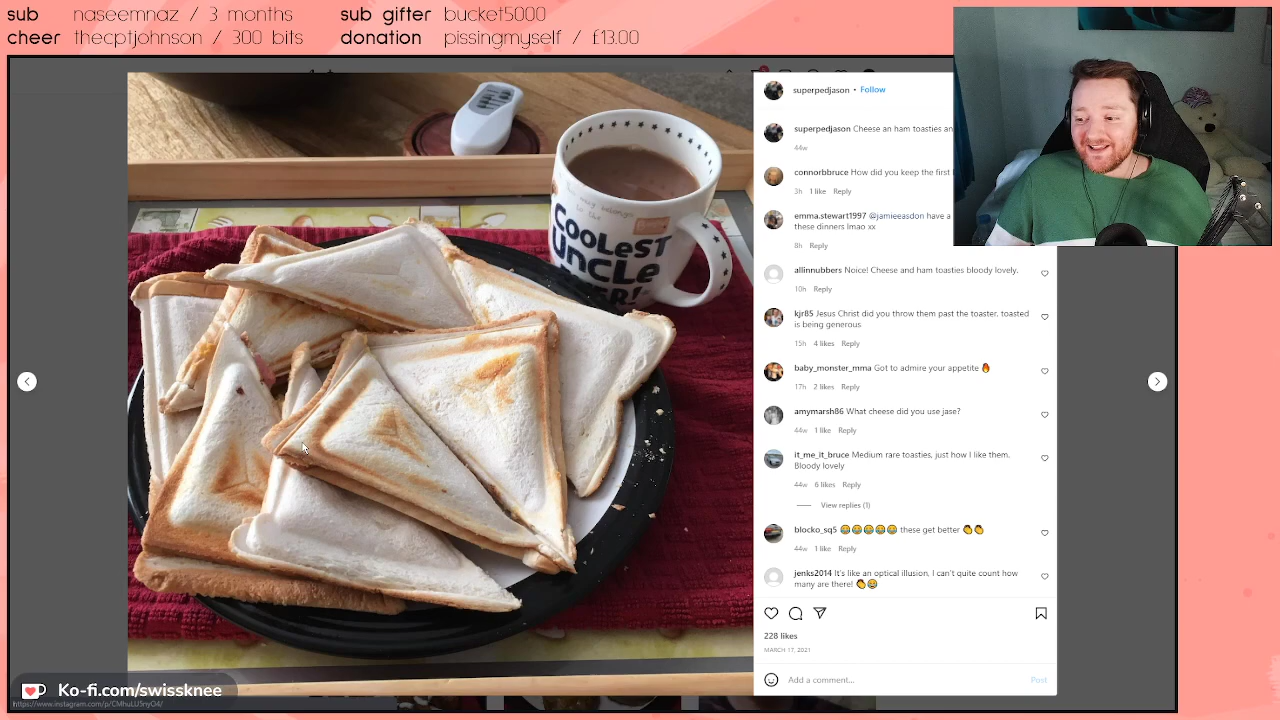 sub seemnemnaz / 3 months
sub gifter bucket5000
cheer thecptjohnson / 300 bits
donation pissingmyself / £13.00
superpedjason • Follow
superpedjason Cheese an ham toasties an
44w
connorbbruce How did you keep the first
3h 1 like Reply
emma.stewart1997 @jamieeasdon have a
these dinners lmao xx
8h Reply
allinnubbers Noice! Cheese and ham toasties bloody lovely.
10h Reply
kjr85 Jesus Christ did you throw them past the toaster, toasted
is being generous
15h 4 likes Reply
baby_monster_mma Got to admire your appetite 🔥
17h 2 likes Reply
amymarsh86 What cheese did you use jase?
44w 1 like Reply
it_me_it_bruce Medium rare toasties, just how I like them.
Bloody lovely
44w 6 likes Reply
View replies (1)
blocko_sq5 😂😂😂😂😂 these get better 👏👏
44w 1 like Reply
jenks2014 It's like an optical illusion, I can't quite count how
many are there! 👏😂
228 likes
MARCH 17, 2021
Add a comment...
Post
COOLEST
UNCLE
Ko-fi.com/swissknee